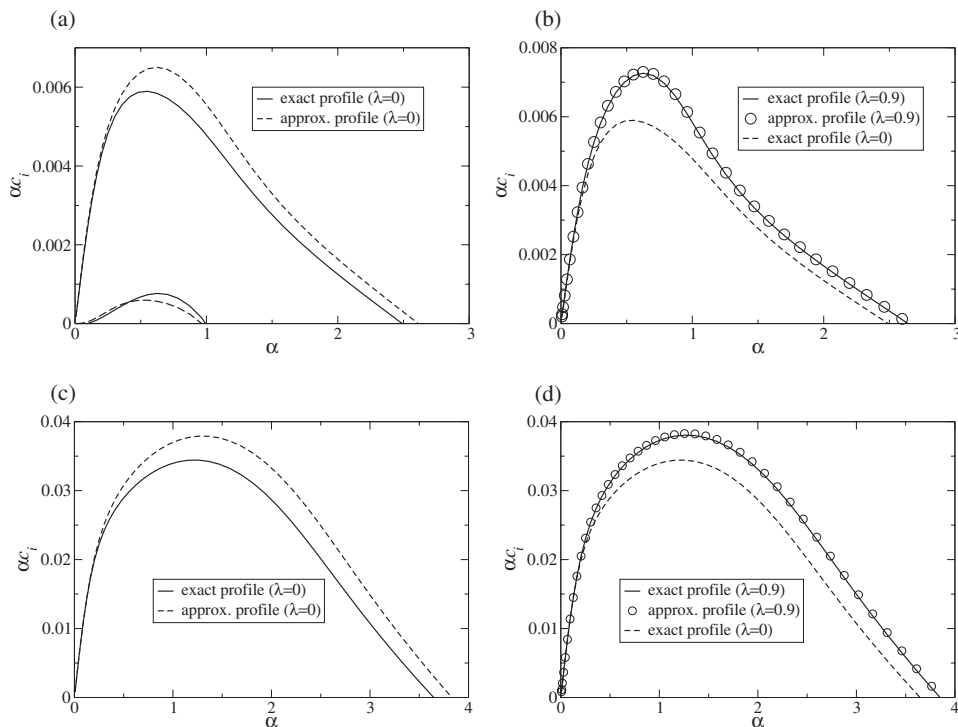 (a)
0.006
0.004
0.002
0
αc_i
exact profile (λ=0)
approx. profile (λ=0)
0 1 2 3
α
(b)
0.008
0.006
0.004
0.002
0
αc_i
exact profile (λ=0.9)
approx. profile (λ=0.9)
exact profile (λ=0)
0 1 2 3
α
(c)
0.04
0.03
0.02
0.01
0
αc_i
exact profile (λ=0)
approx. profile (λ=0)
0 1 2 3 4
α
(d)
0.04
0.03
0.02
0.01
0
αc_i
exact profile (λ=0.9)
approx. profile (λ=0.9)
exact profile (λ=0)
0 1 2 3 4
α